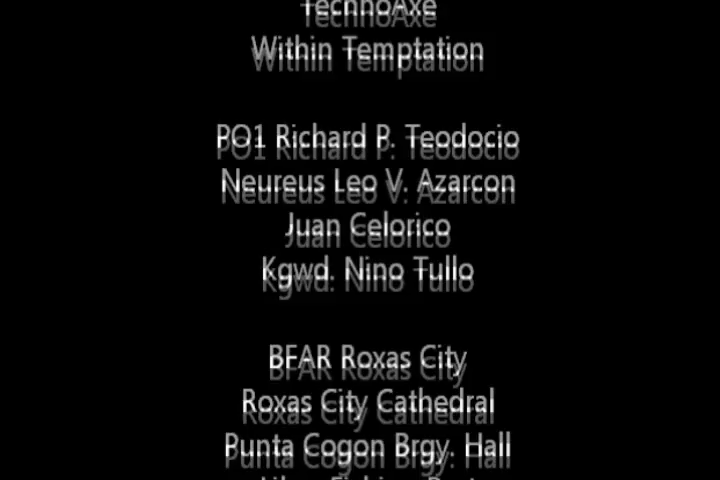 TechnoAxe
Within Temptation
PO1 Richard P. Teodocio
Neureus Leo V. Azarcon
Juan Celorico
Kgwd. Nino Tullo
BFAR Roxas City
Roxas City Cathedral
Punta Cogon Brgy. Hall